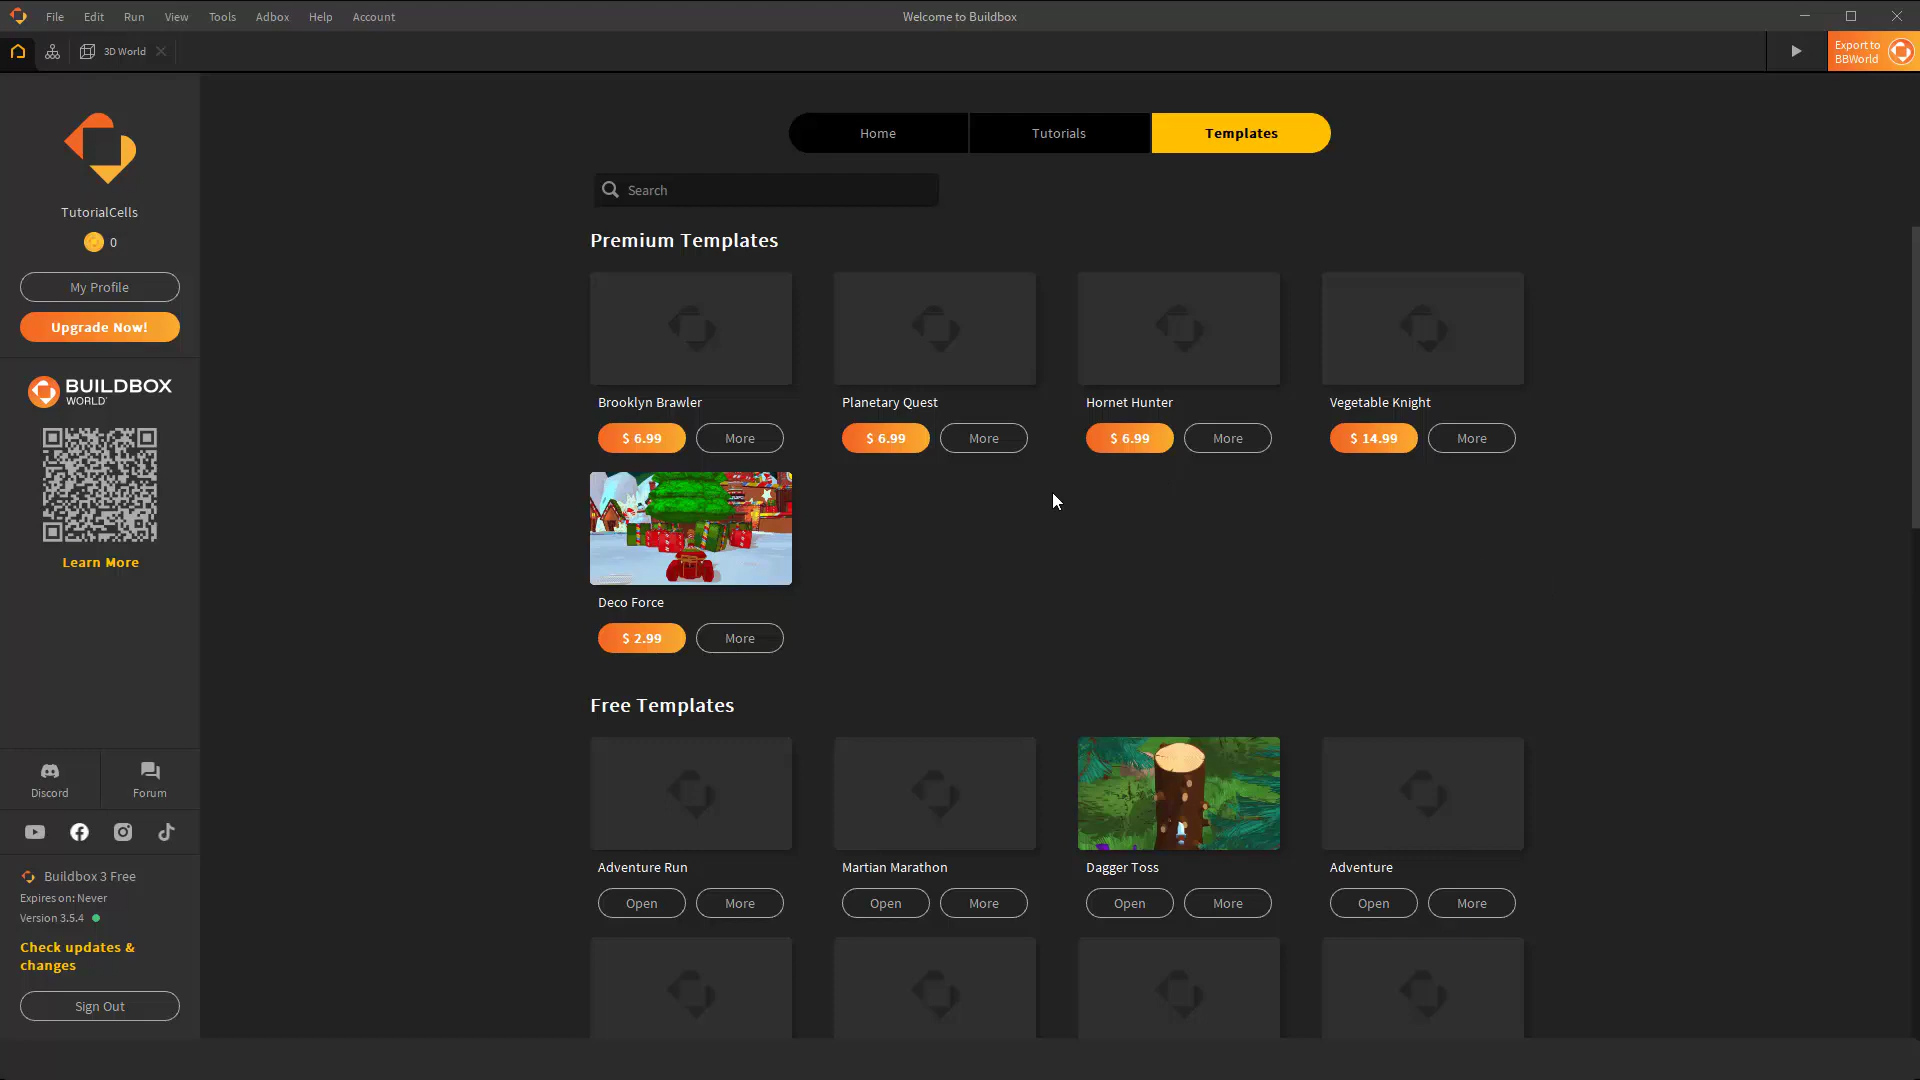 File Edit Run View Tools Adbox Help Account
Welcome to Buildbox
3D World
Export to
BBWorld
TutorialCells
0
My Profile
Upgrade Now!
BUILDBOX
WORLD
Learn More
Discord
Forum
Buildbox 3 Free
Expires on: Never
Version 3.5.4
Check updates &
changes
Sign Out
Home Tutorials Templates
Search
Premium Templates
Brooklyn Brawler Planetary Quest Hornet Hunter Vegetable Knight
$ 6.99 More $ 6.99 More $ 6.99 More $ 14.99 More
Deco Force
$ 2.99 More
Free Templates
Adventure Run Martian Marathon Dagger Toss Adventure
Open More Open More Open More Open More